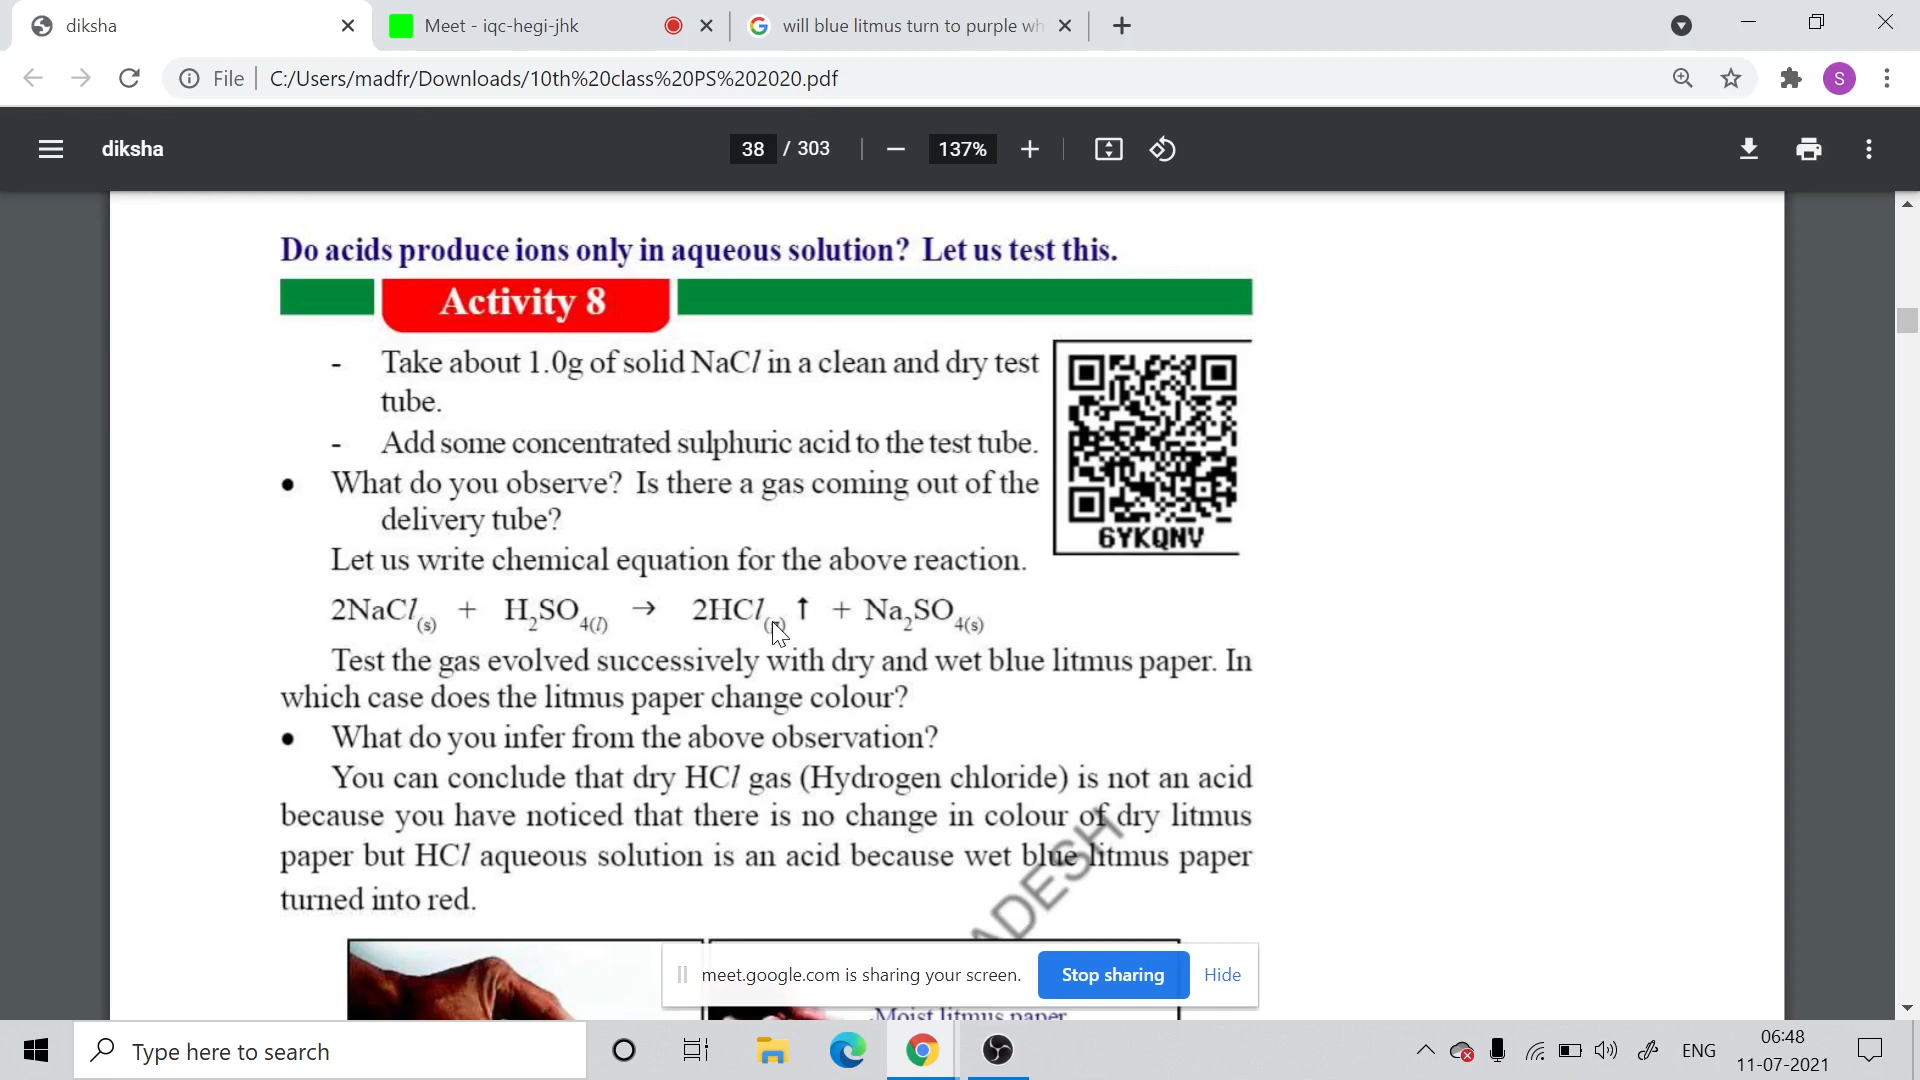 diksha
Meet - iqc-hegi-jhk
will blue litmus turn to purple wh
File
C:/Users/madfr/Downloads/10th%20class%20PS%202020.pdf
S
diksha
38 / 303
137%
Do acids produce ions only in aqueous solution? Let us test this.
Activity 8
- Take about 1.0g of solid NaCl in a clean and dry test
tube.
- Add some concentrated sulphuric acid to the test tube.
• What do you observe? Is there a gas coming out of the
delivery tube?
6YKQNV
Let us write chemical equation for the above reaction.
2NaCl(s) + H₂SO₄(l) → 2HCl ↑ + Na₂SO₄(s)
Test the gas evolved successively with dry and wet blue litmus paper. In
which case does the litmus paper change colour?
• What do you infer from the above observation?
You can conclude that dry HCl gas (Hydrogen chloride) is not an acid
because you have noticed that there is no change in colour of dry litmus
paper but HCl aqueous solution is an acid because wet blue litmus paper
turned into red.
ADESH
meet.google.com is sharing your screen.
Stop sharing
Hide
Moist litmus paper
Type here to search
ENG
06:48
11-07-2021